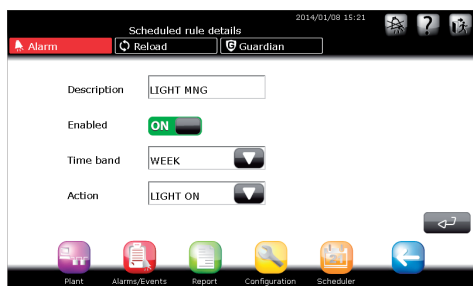 2014/01/08 15:21
Scheduled rule details
?
Alarm
Reload
G Guardian
Description LIGHT MNG
Enabled ON
Time band WEEK
Action LIGHT ON
Plant Alarms/Events Report Configuration Scheduler